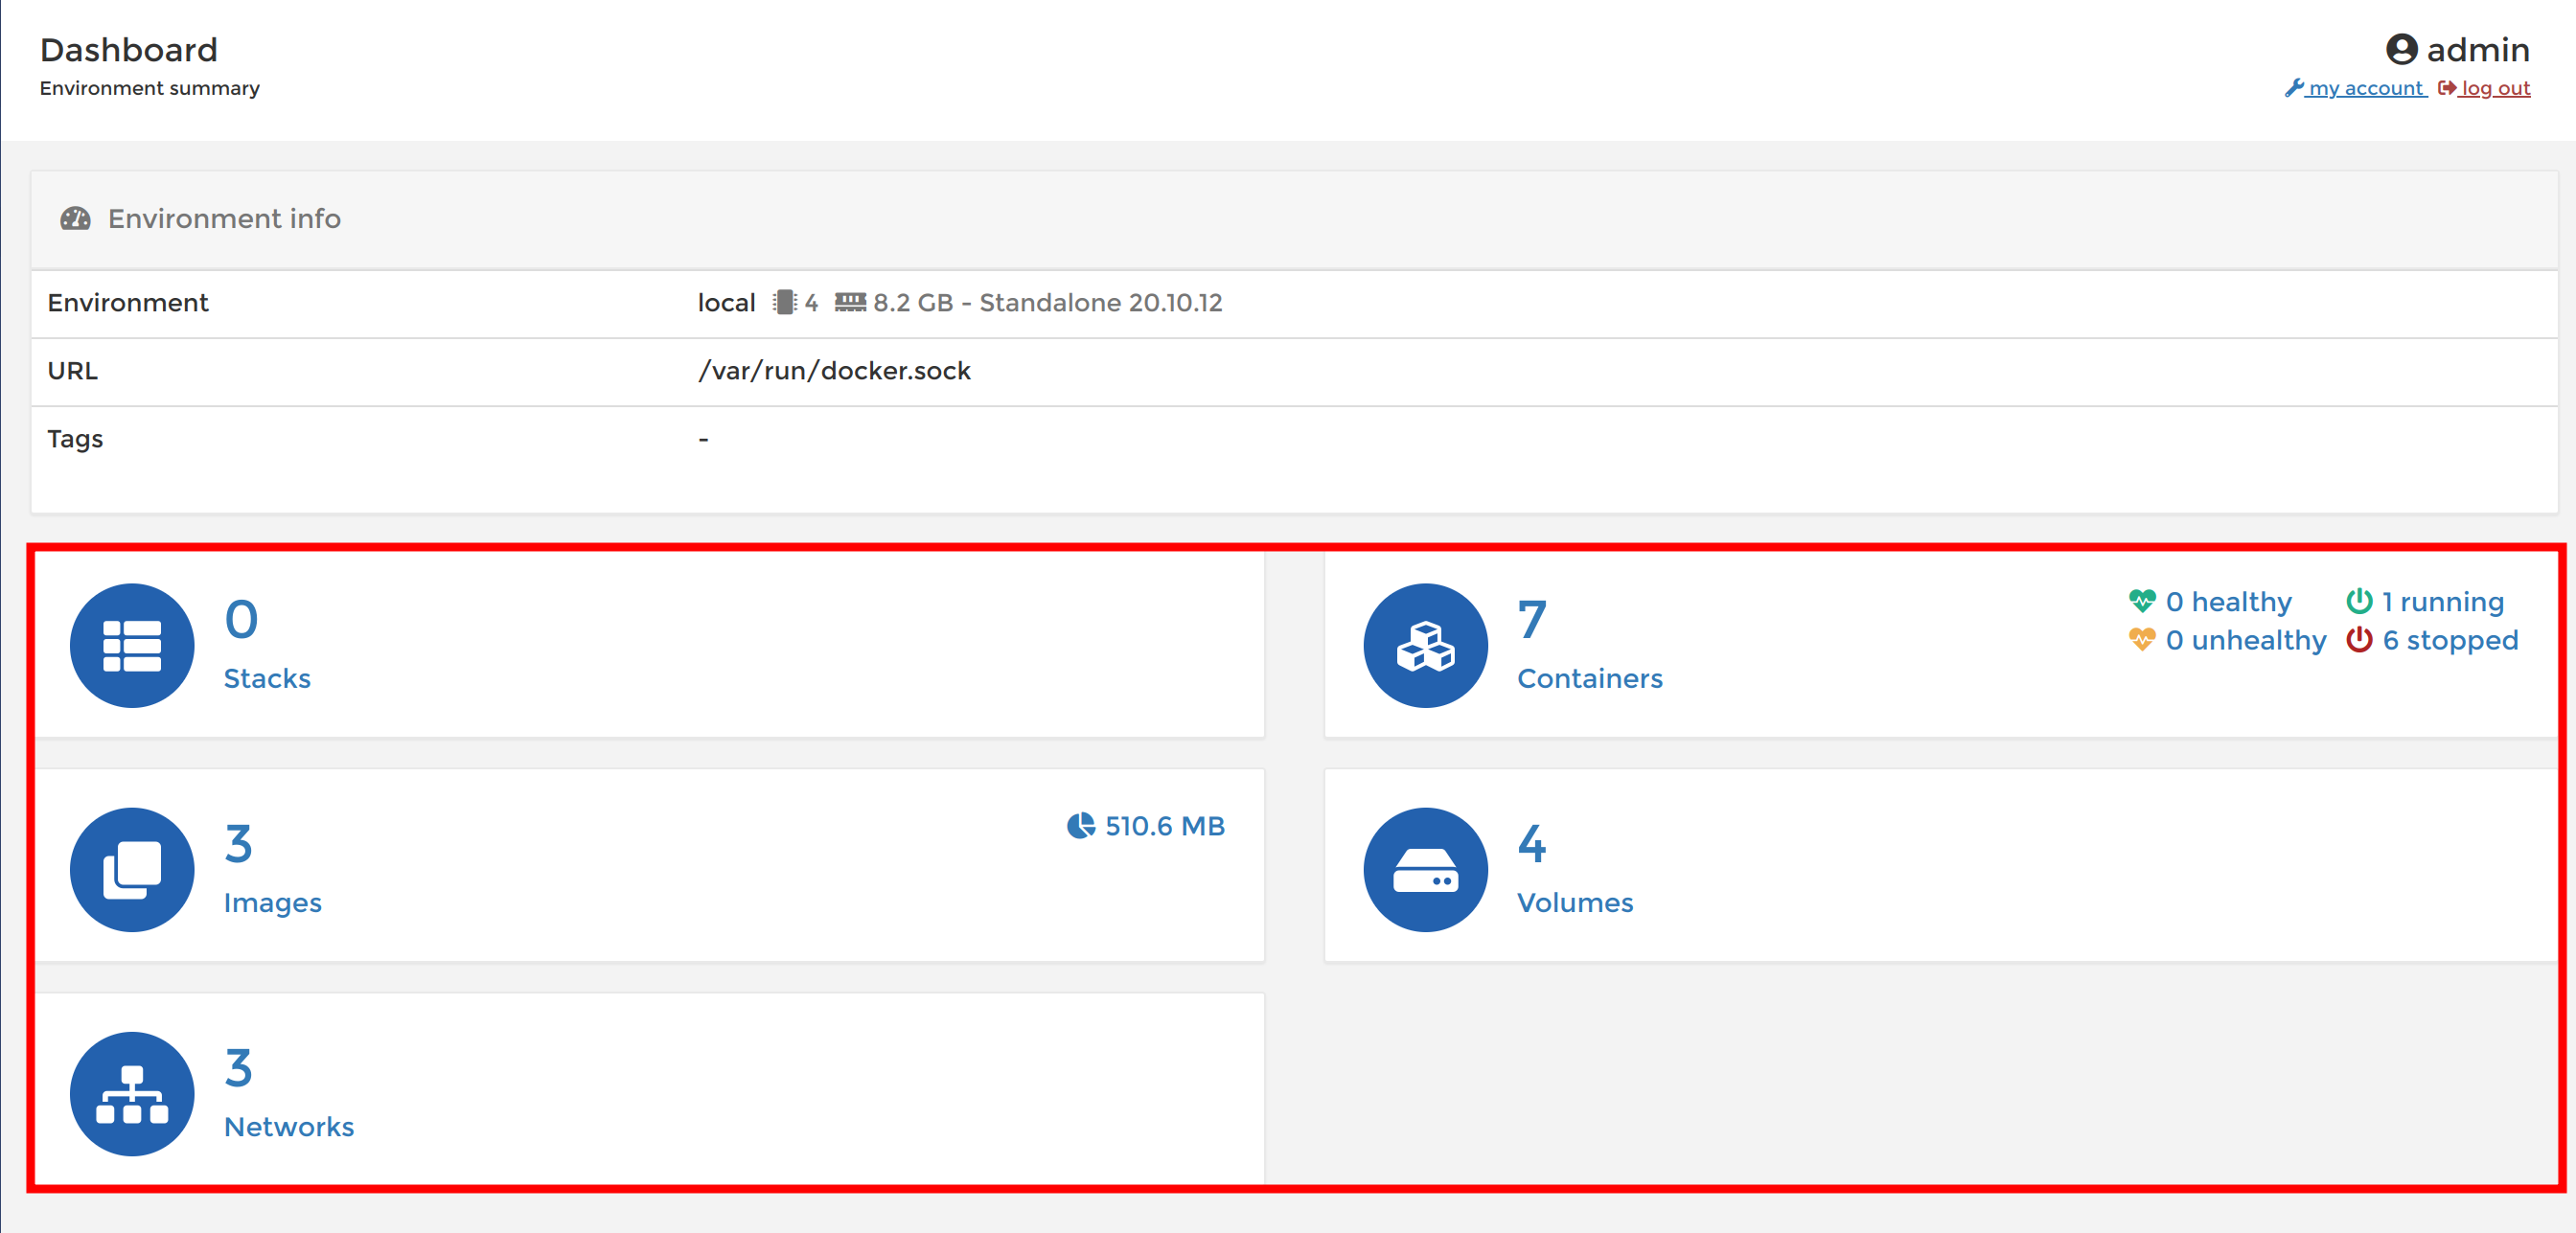 Dashboard
admin
Environment summary
my account log out
Environment info
Environment local 4 8.2 GB - Standalone 20.10.12
URL /var/run/docker.sock
Tags -
0
Stacks
7
Containers
0 healthy 1 running
0 unhealthy 6 stopped
3
Images
510.6 MB
4
Volumes
3
Networks